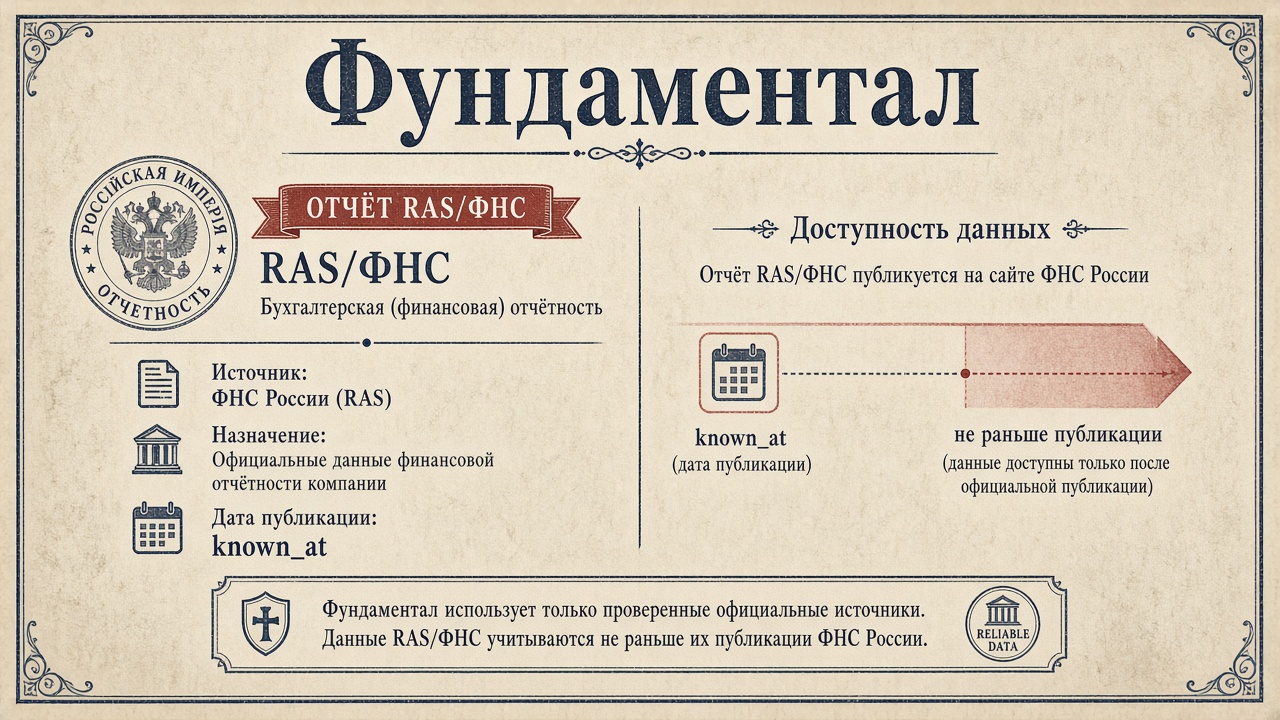 Фундаментал
РОССІЙСКАЯ ИМПЕРІЯ
ОТЧЕТНОСТЬ
ОТЧЁТ RAS/ФНС
RAS/ФНС
Бухгалтерская (финансовая) отчётность
Источник:
ФНС России (RAS)
Назначение:
Официальные данные финансовой
отчётности компании
Дата публикации:
known_at
Доступность данных
Отчёт RAS/ФНС публикуется на сайте ФНС России
known_at
(дата публикации)
не раньше публикации
(данные доступны только после
официальной публикации)
Фундаментал использует только проверенные официальные источники.
Данные RAS/ФНС учитываются не раньше их публикации ФНС России.
RELIABLE
DATA